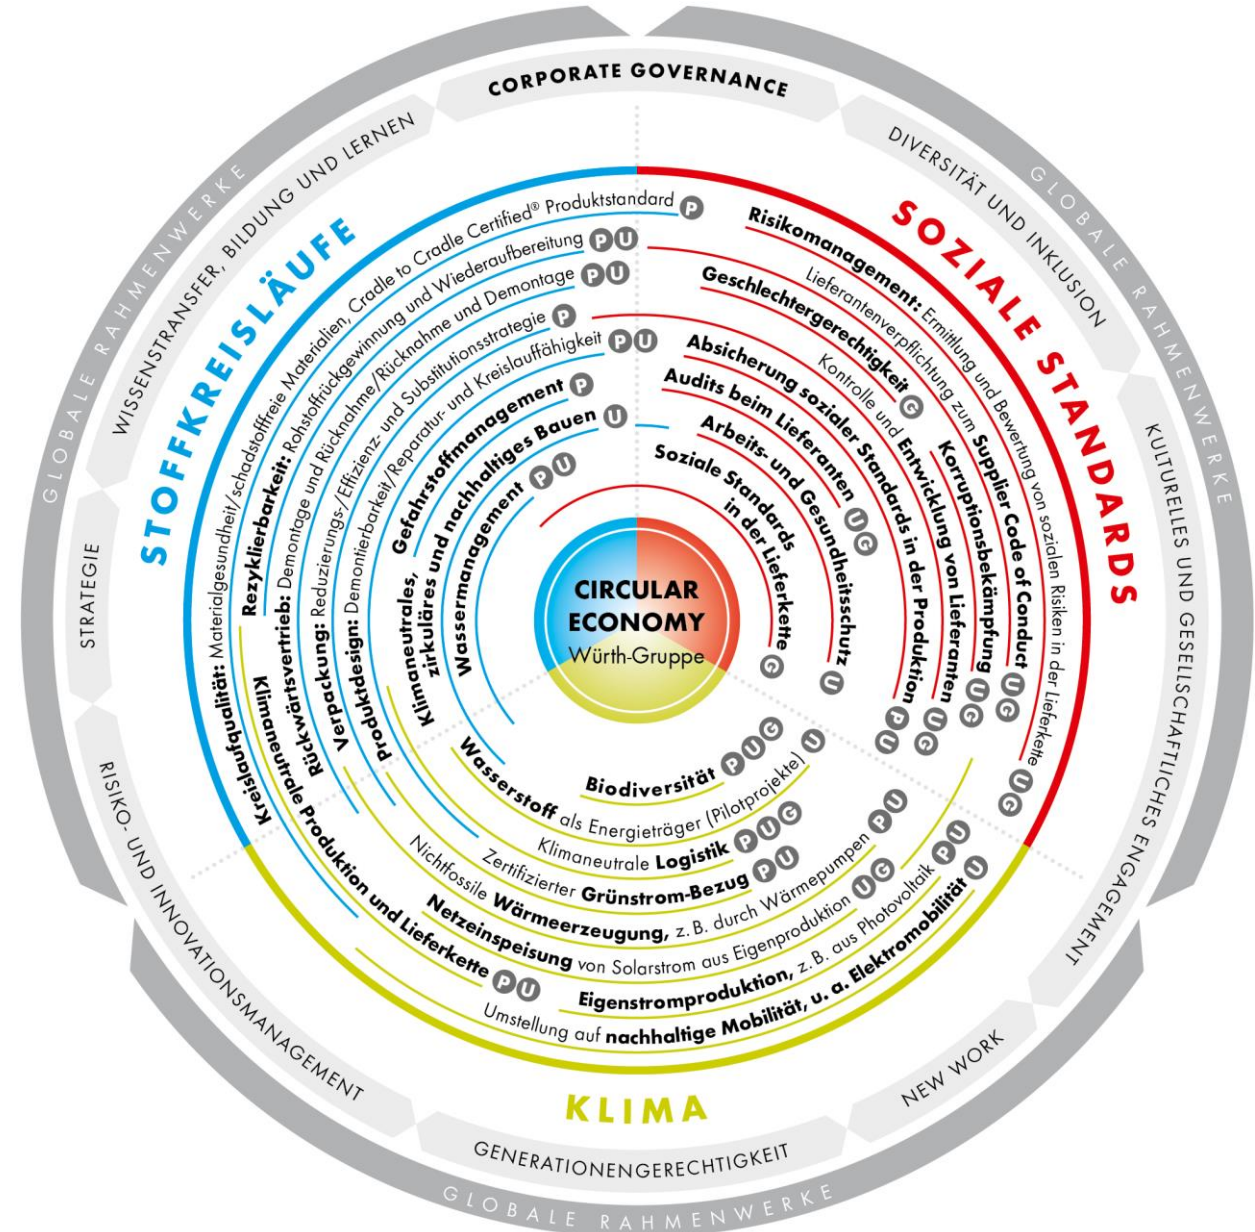 GLOBALE RAHMENWERKE
GLOBALE RAHMENWERKE
GLOBALE RAHMENWERKE
CORPORATE GOVERNANCE
DIVERSITÄT UND INKLUSION
KULTURELLES UND GESELLSCHAFTLICHES ENGAGEMENT
NEW WORK
GENERATIONENGERECHTIGKEIT
RISIKO- UND INNOVATIONSMANAGEMENT
STRATEGIE
WISSENSTRANSFER, BILDUNG UND LERNEN
STOFFKREISLÄUFE
Kreislaufqualität: Materialgesundheit/schadstofffreie Materialien, Cradle to Cradle Certified® Produktstandard P
Rezyklierbarkeit: Rohstoffrückgewinnung und Wiederaufbereitung P U
Rückwärtsvertrieb: Demontage und Rücknahme/Rücknahme und Demontage P U
Verpackung: Reduzierungs-/Effizienz- und Substitutionsstrategie P
Produktdesign: Demontierbarkeit/Reparatur- und Kreislauffähigkeit P U
Gefahrstoffmanagement P
Klimaneutrales,
zirkuläres und nachhaltiges Bauen U
Wassermanagement P U
SOZIALE STANDARDS
Risikomanagement: Ermittlung und Bewertung von sozialen Risiken in der Lieferkette U G
Lieferantenverpflichtung zum Supplier Code of Conduct U G
Geschlechtergerechtigkeit G
Korruptionsbekämpfung U G
Kontrolle und Entwicklung von Lieferanten U G
Absicherung sozialer Standards in der Produktion P U
Audits beim Lieferanten U G
Arbeits- und Gesundheitsschutz U
Soziale Standards
in der Lieferkette G
CIRCULAR
ECONOMY
Würth-Gruppe
Biodiversität P U G
Wasserstoff als Energieträger (Pilotprojekte) U
Klimaneutrale Logistik P U G
Zertifizierter Grünstrom-Bezug P U
Nichtfossile Wärmeerzeugung, z. B. durch Wärmepumpen P U
Netzeinspeisung von Solarstrom aus Eigenproduktion U G
Klimaneutrale Produktion und Lieferkette P U
Eigenstromproduktion, z. B. aus Photovoltaik P U
Umstellung auf nachhaltige Mobilität, u. a. Elektromobilität U
KLIMA